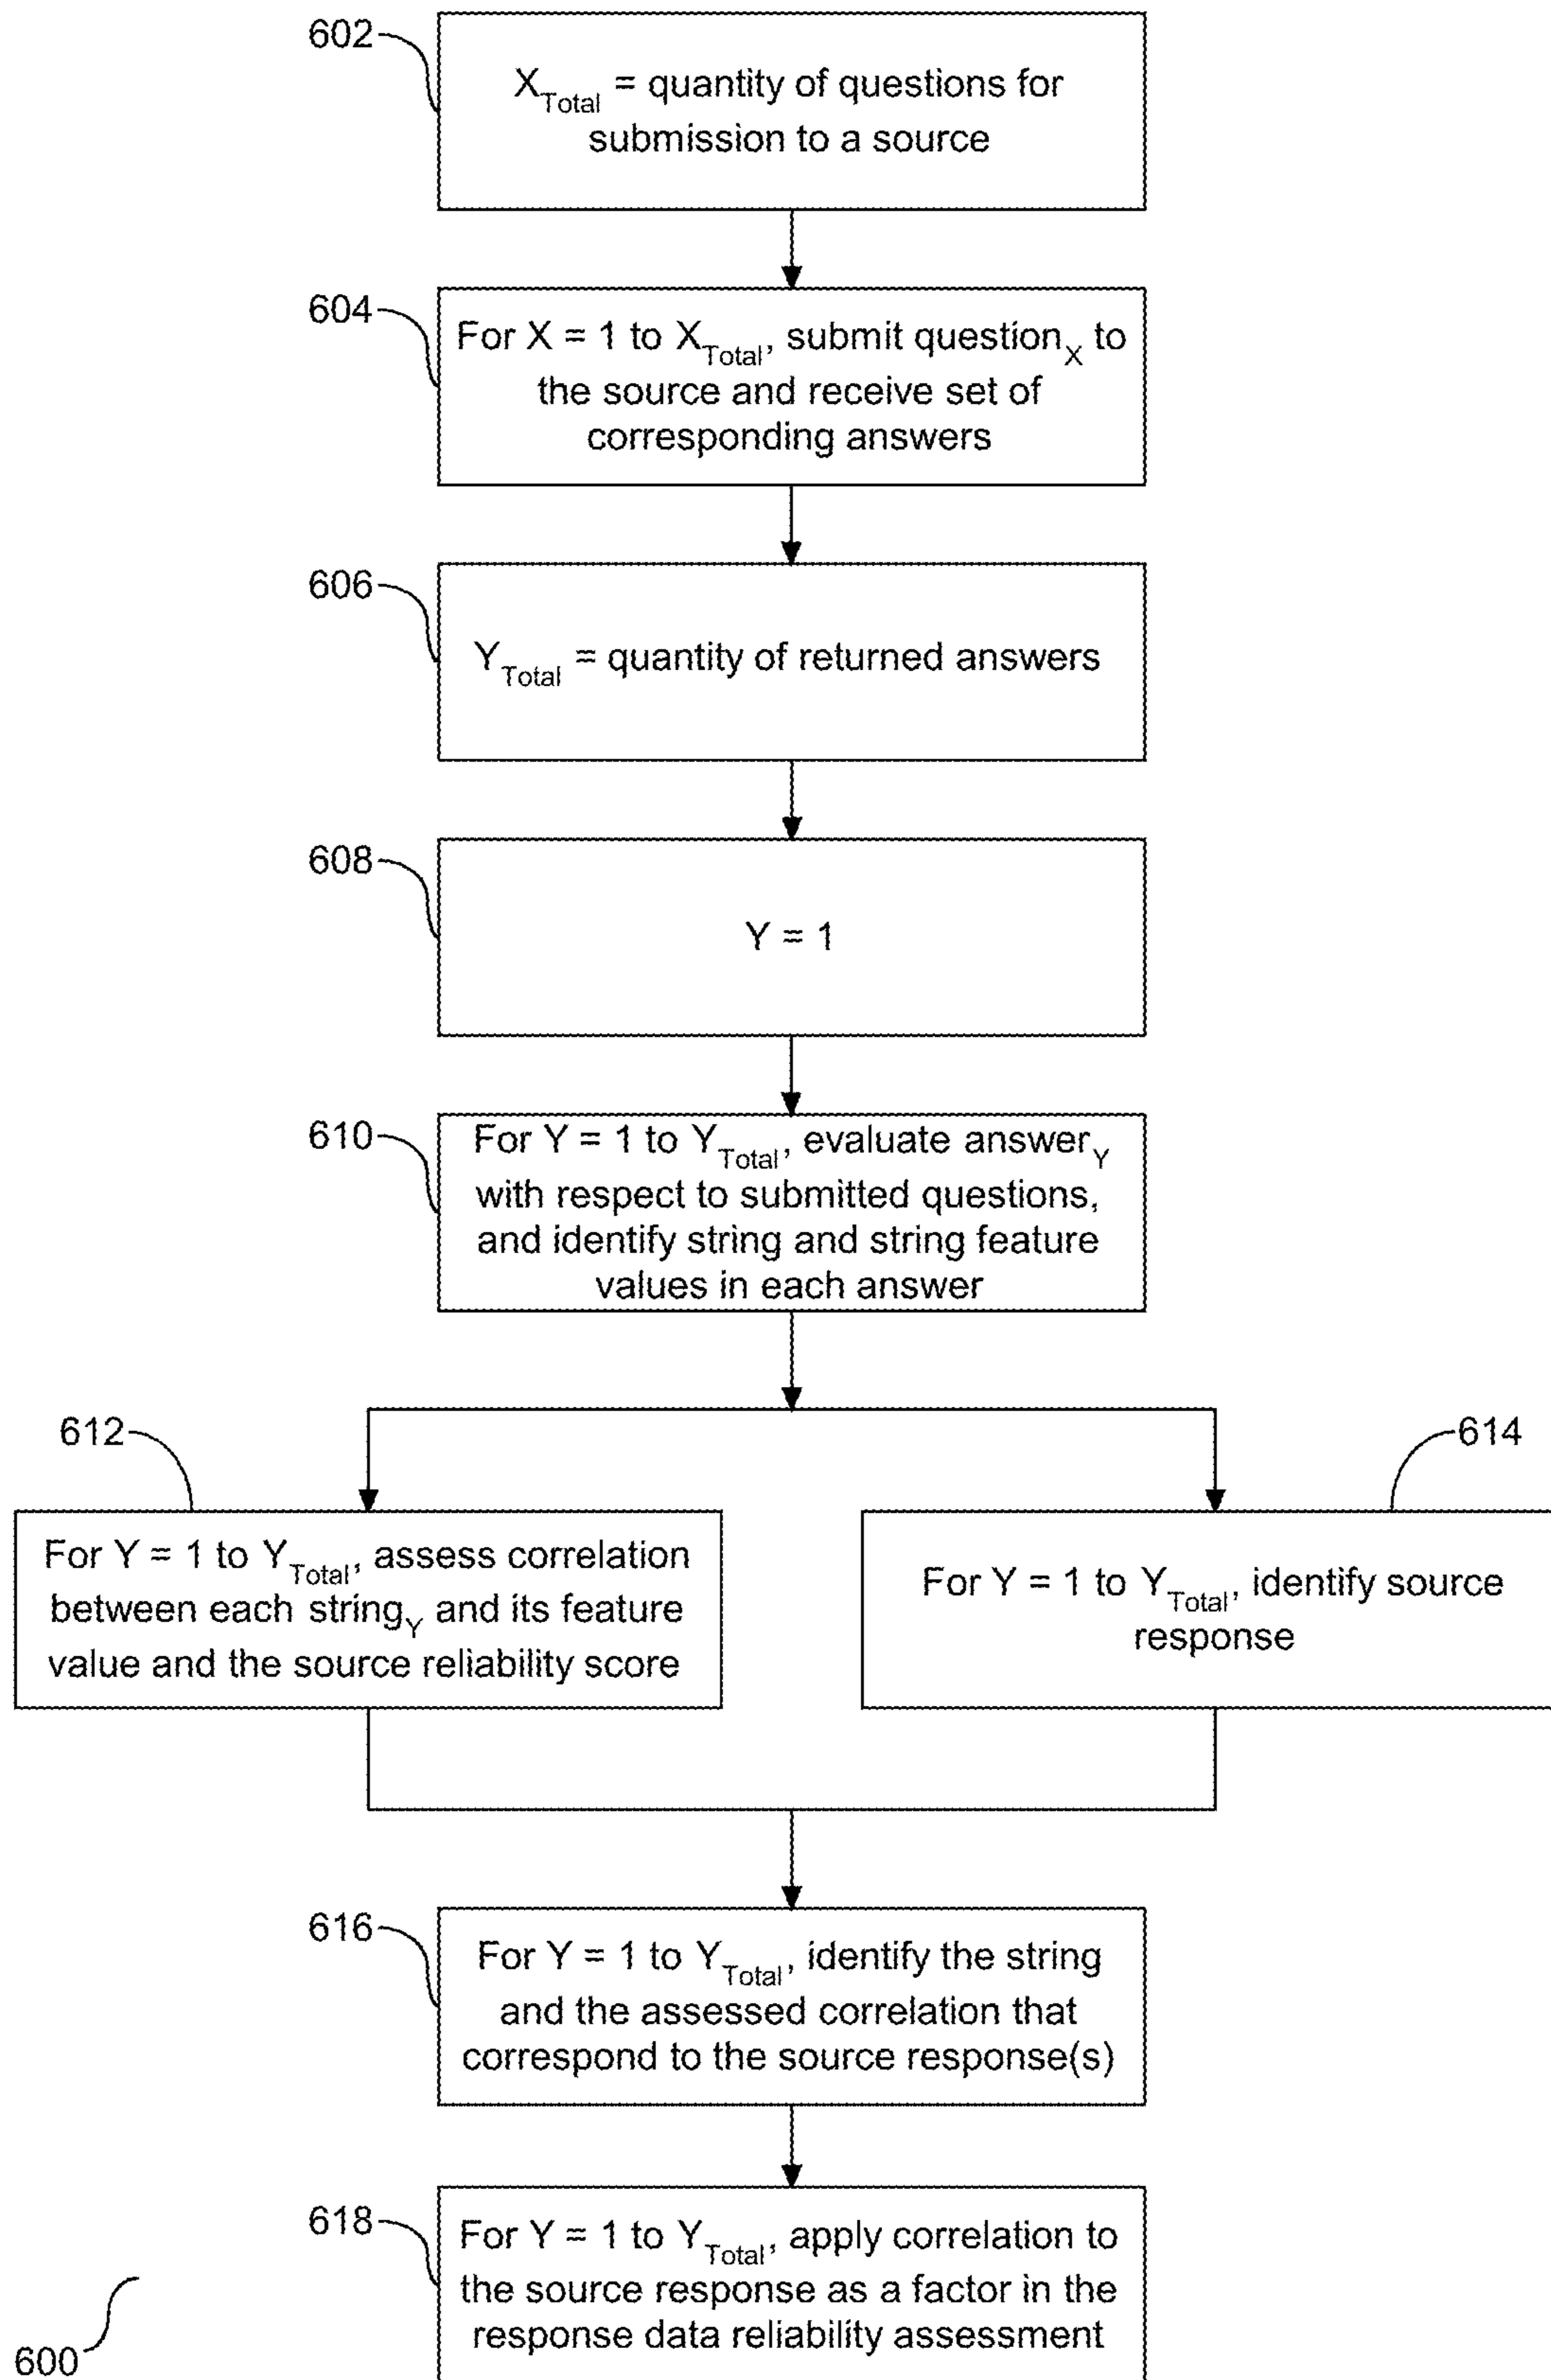 602
X_Total = quantity of questions for
submission to a source
604
For X = 1 to X_Total, submit question_X to
the source and receive set of
corresponding answers
606
Y_Total = quantity of returned answers
608
Y = 1
610
For Y = 1 to Y_Total, evaluate answer_Y
with respect to submitted questions,
and identify string and string feature
values in each answer
612
For Y = 1 to Y_Total, assess correlation
between each string_Y and its feature
value and the source reliability score
614
For Y = 1 to Y_Total, identify source
response
616
For Y = 1 to Y_Total, identify the string
and the assessed correlation that
correspond to the source response(s)
618
For Y = 1 to Y_Total, apply correlation to
the source response as a factor in the
response data reliability assessment
600